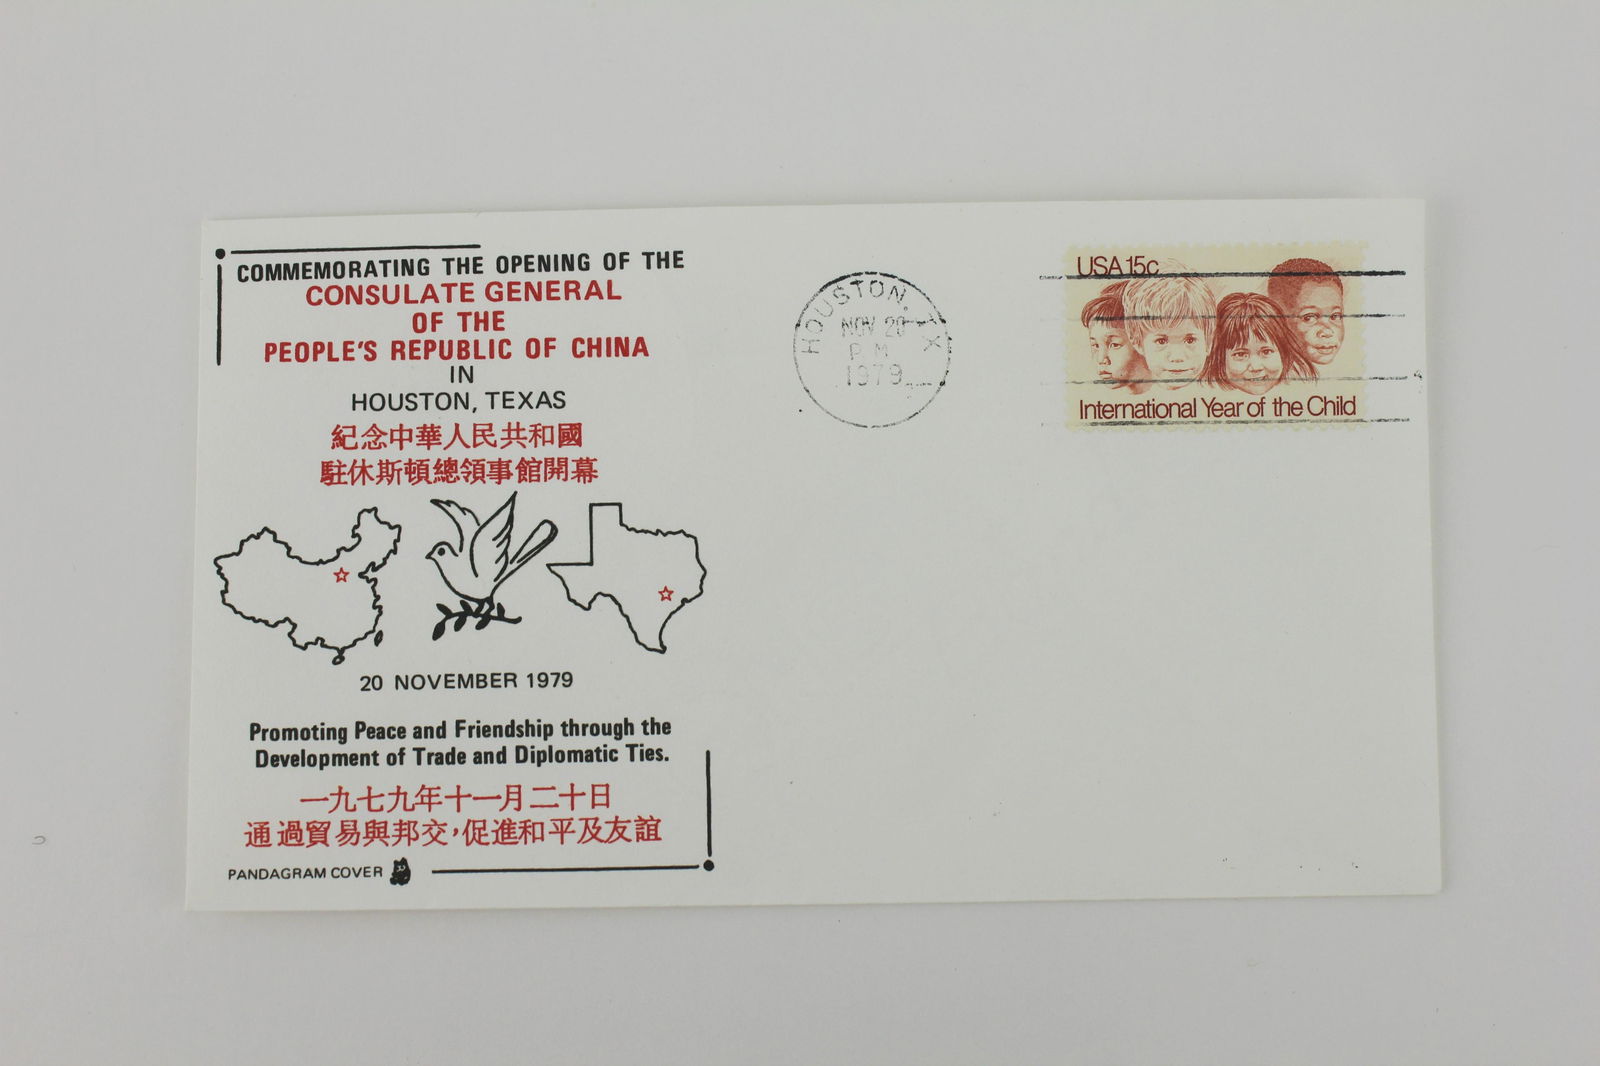 COMMEMORATING THE OPENING OF THE
CONSULATE GENERAL
OF THE
PEOPLE'S REPUBLIC OF CHINA
IN
HOUSTON, TEXAS
紀念中華人民共和國
駐休斯頓總領事館開幕
20 NOVEMBER 1979
Promoting Peace and Friendship through the
Development of Trade and Diplomatic Ties.
一九七九年十一月二十日
通過貿易與邦交，促進和平及友誼
PANDAGRAM COVER
HOUSTON, TX
NOV 20
PM
1979
USA 15c
International Year of the Child